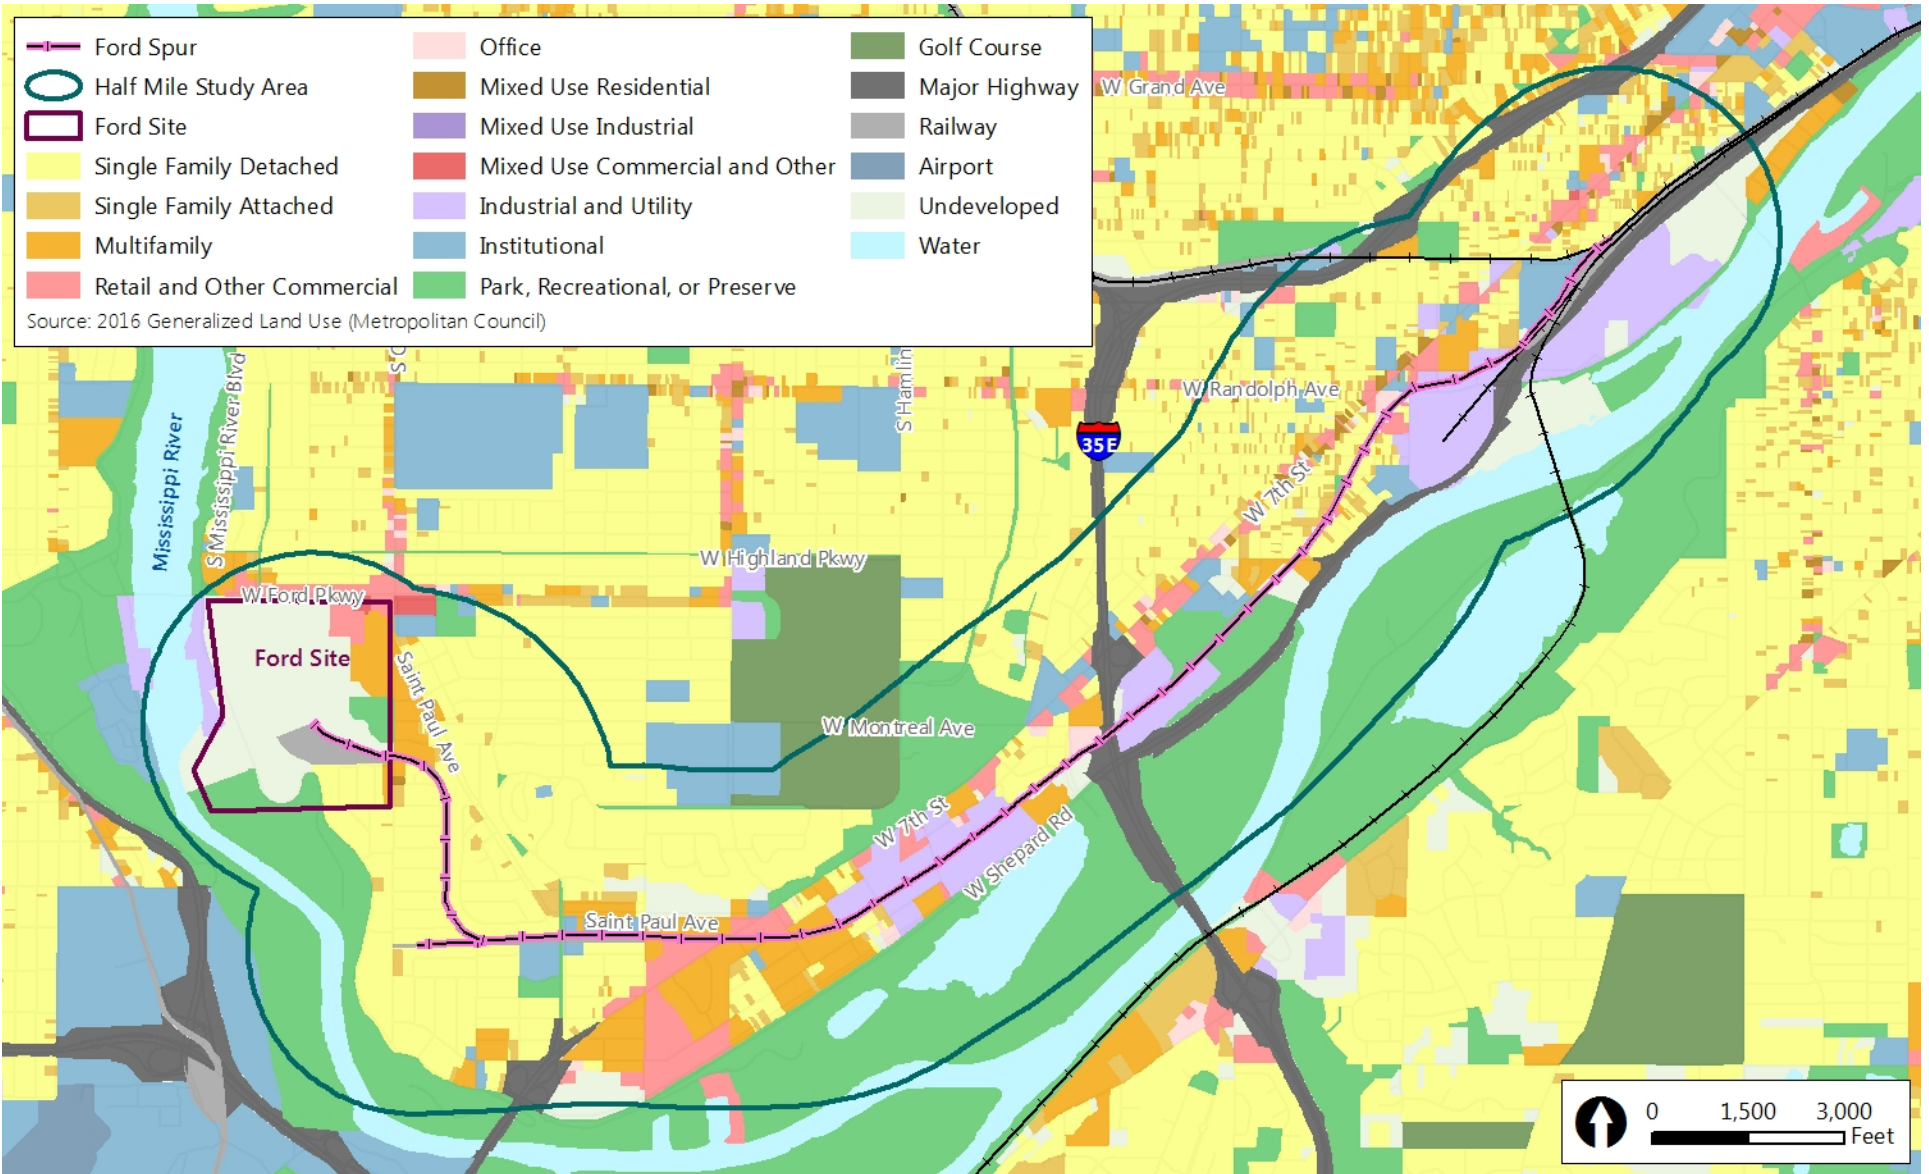 Ford Spur
Half Mile Study Area
Ford Site
Single Family Detached
Single Family Attached
Multifamily
Retail and Other Commercial
Office
Mixed Use Residential
Mixed Use Industrial
Mixed Use Commercial and Other
Industrial and Utility
Institutional
Park, Recreational, or Preserve
Golf Course
Major Highway
Railway
Airport
Undeveloped
Water
Source: 2016 Generalized Land Use (Metropolitan Council)
W Grand Ave
S C
S Hamlin
W Randolph Ave
35E
Mississippi River
S Mississippi River Blvd
W 7th St
W Highland Pkwy
W Ford Pkwy
Ford Site
Saint Paul Ave
W Montreal Ave
W 7th St
W Shepard Rd
Saint Paul Ave
0 1,500 3,000
Feet